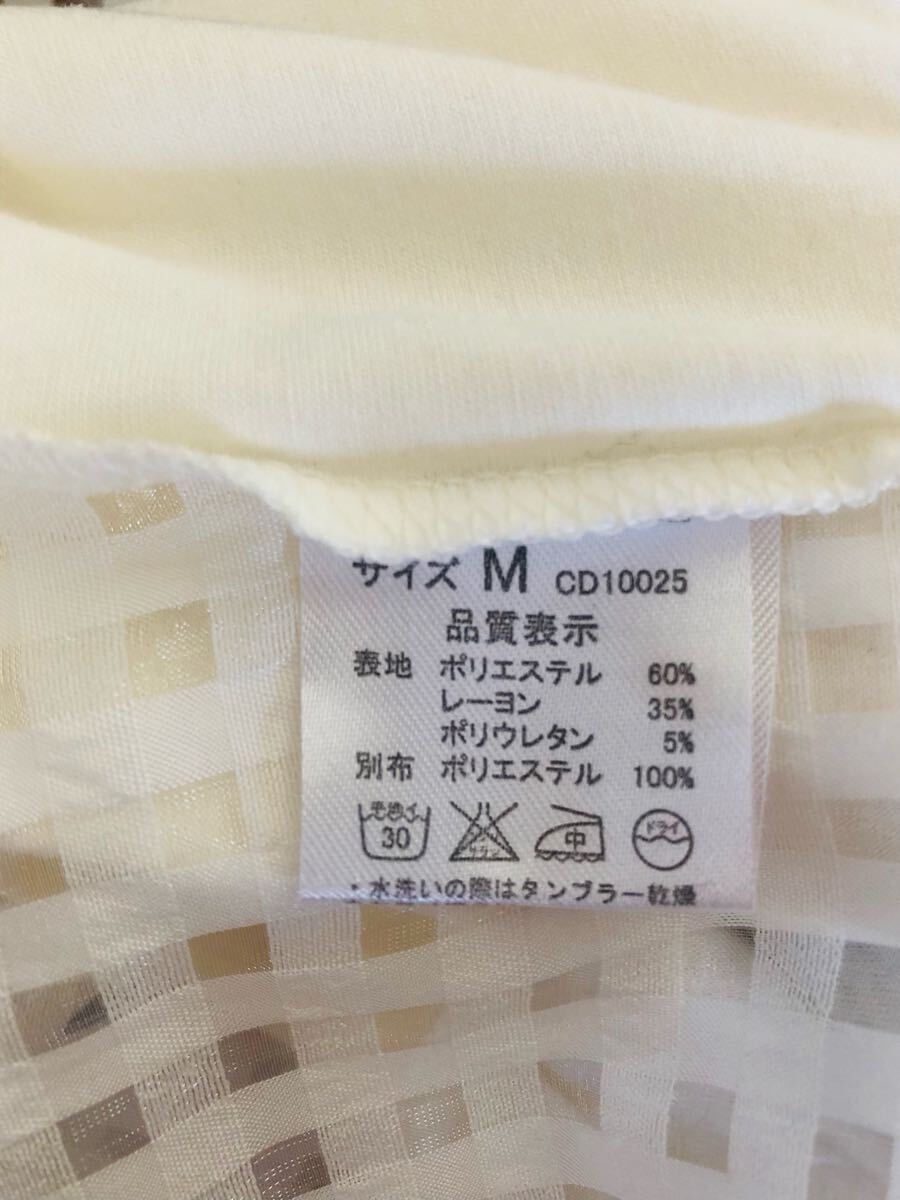 サイズ M CD10025
品質表示
表地 ポリエステル 60%
レーヨン 35%
ポリウレタン 5%
別布 ポリエステル 100%
30 中 ドライ
・水洗いの際はタンブラー乾燥